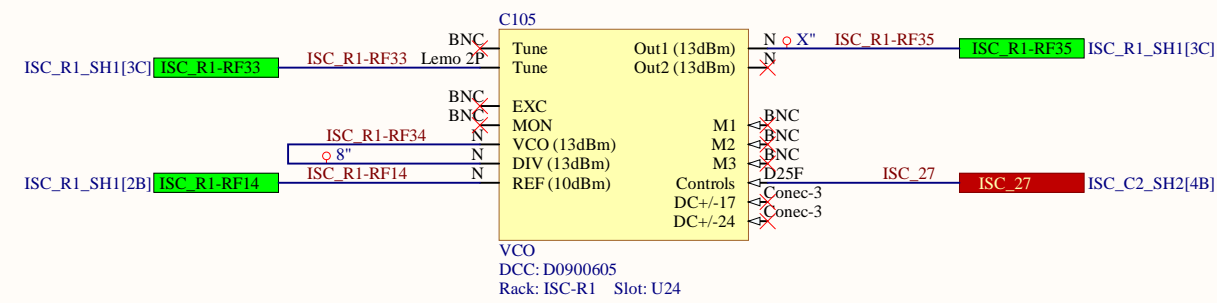 C105
BNC Tune Out1 (13dBm) N X" ISC_R1-RF35 ISC_R1-RF35 ISC_R1_SH1[3C]
ISC_R1_SH1[3C] ISC_R1-RF33 ISC_R1-RF33 Lemo 2P Tune Out2 (13dBm) N
BNC EXC
BNC MON M1 BNC
ISC_R1-RF34 N VCO (13dBm) M2 BNC
8" N DIV (13dBm) M3 BNC
ISC_R1_SH1[2B] ISC_R1-RF14 ISC_R1-RF14 N REF (10dBm) Controls D25F ISC_27 ISC_27 ISC_C2_SH2[4B]
DC+/-17 Conec-3
DC+/-24 Conec-3
VCO
DCC: D0900605
Rack: ISC-R1 Slot: U24